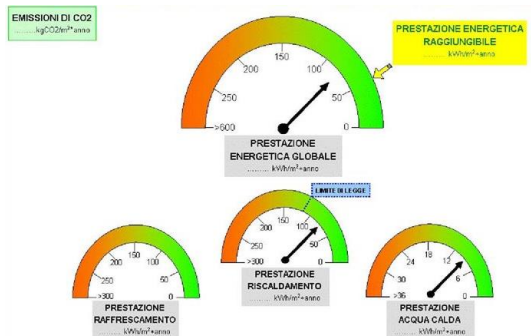 EMISSIONI DI CO2
.........kgCO2/m²*anno
PRESTAZIONE ENERGETICA
RAGGIUNGIBILE
......... kWh/m²*anno
200
150
100
250
50
>600
0
PRESTAZIONE
ENERGETICA GLOBALE
......... kWh/m²*anno
LIMITE DI LEGGE
200
150
100
250
50
>300
0
PRESTAZIONE
RAFFRESCAMENTO
......... kWh/m²*anno
200
150
100
250
50
>300
0
PRESTAZIONE
RISCALDAMENTO
......... kWh/m²*anno
24
18
12
30
6
>36
0
PRESTAZIONE
ACQUA CALDA
......... kWh/m²*anno